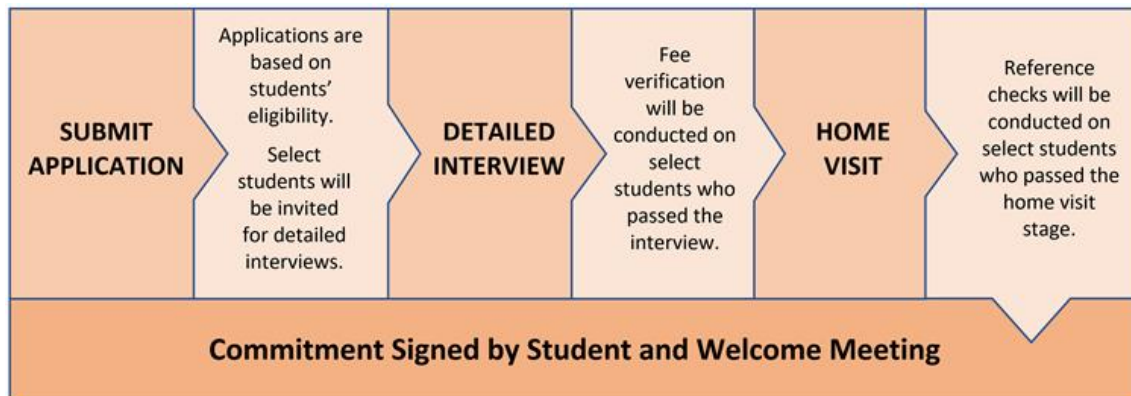 SUBMIT
APPLICATION
Applications are
based on
students’
eligibility.
Select
students will
be invited
for detailed
interviews.
DETAILED
INTERVIEW
Fee
verification
will be
conducted on
select
students who
passed the
interview.
HOME
VISIT
Reference
checks will be
conducted on
select students
who passed the
home visit
stage.
Commitment Signed by Student and Welcome Meeting